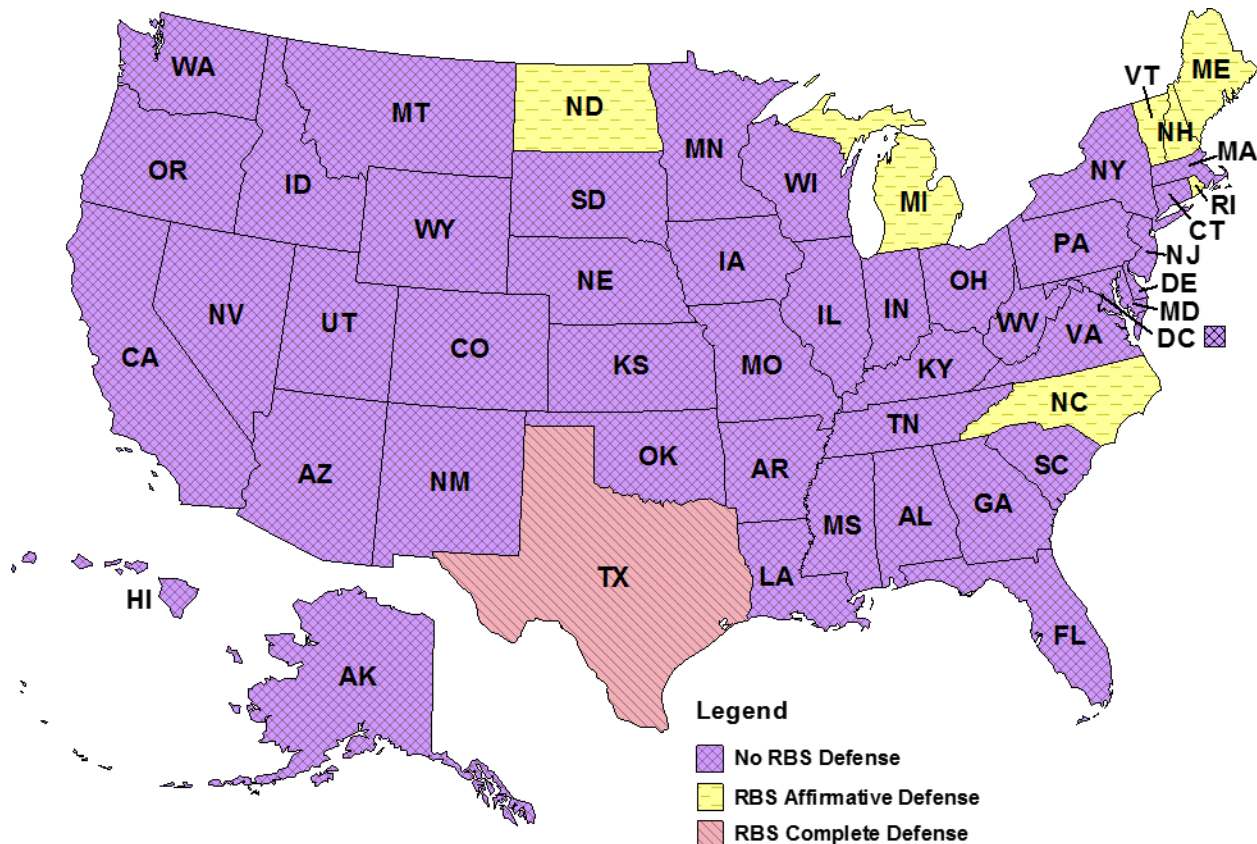 WA
MT
ND
MN
VT
ME
NH
OR
ID
SD
WI
NY
MA
WY
MI
RI
CT
IA
PA
NJ
NE
OH
DE
NV
UT
IL
IN
MD
CO
WV
VA
DC
CA
KS
MO
KY
NC
TN
OK
AR
SC
AZ
NM
MS
AL
GA
TX
LA
HI
FL
AK
Legend
No RBS Defense
RBS Affirmative Defense
RBS Complete Defense